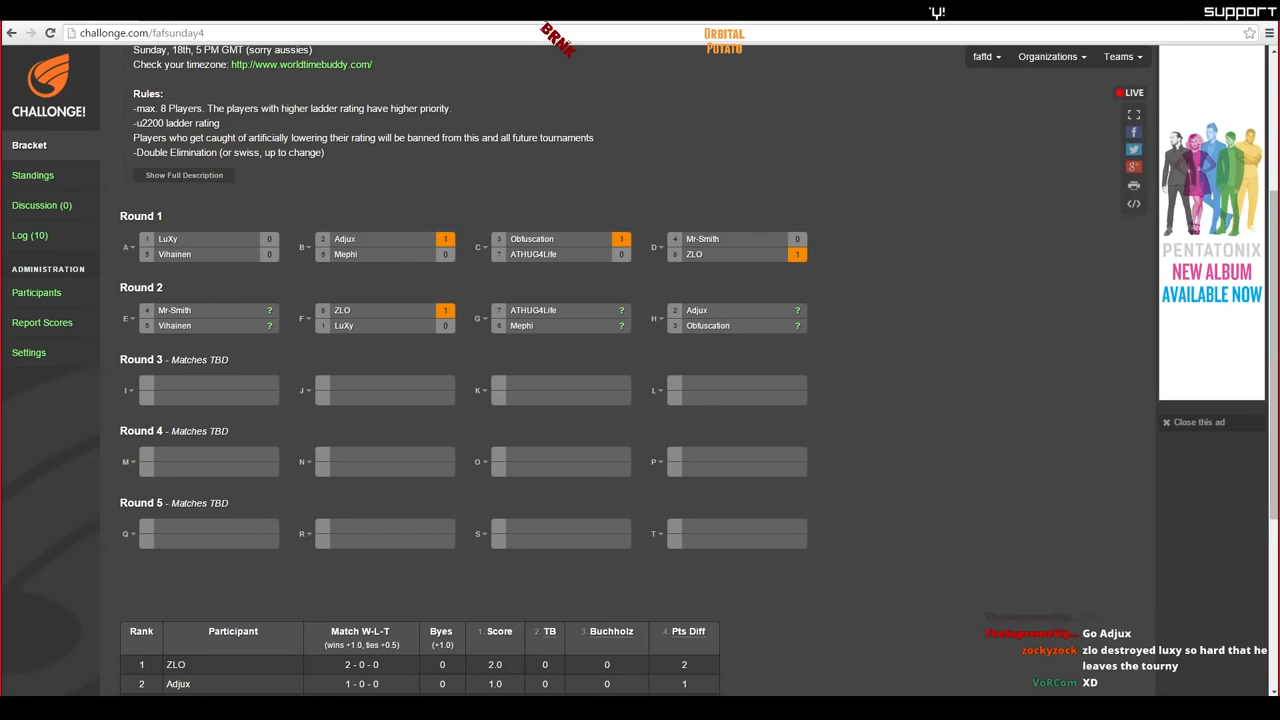 'Y!
support
challonge.com/fafsunday4
BRNK
ORBITAL
POTATO
Sunday, 18th, 5 PM GMT (sorry aussies)
Check your timezone: http://www.worldtimebuddy.com/
fafld
Organizations
Teams
CHALLONGE!
LIVE
Rules:
-max. 8 Players. The players with higher ladder rating have higher priority.
-u2200 ladder rating
Players who get caught of artificially lowering their rating will be banned from this and all future tournaments
-Double Elimination (or swiss, up to change)
Show Full Description
Bracket
Standings
Discussion (0)
Log (10)
ADMINISTRATION
Participants
Report Scores
Settings
Round 1
A 1 LuXy 0
5 Vihainen 0
B 2 Adjux 1
6 Mephi 0
C 3 Obfuscation 1
7 ATHUG4Life 0
D 4 Mr-Smith 0
8 ZLO 1
Round 2
E 4 Mr-Smith ?
5 Vihainen ?
F 8 ZLO 1
1 LuXy 0
G 7 ATHUG4Life ?
6 Mephi ?
H 2 Adjux ?
3 Obfuscation ?
Round 3 - Matches TBD
I J K L
Round 4 - Matches TBD
M N O P
Round 5 - Matches TBD
Q R S T
Rank Participant Match W-L-T Byes 1. Score 2. TB 3. Buchholz 4. Pts Diff
(wins +1.0, ties +0.5) (+1.0)
1 ZLO 2 - 0 - 0 0 2.0 0 0 2
2 Adjux 1 - 0 - 0 0 1.0 0 0 1
PENTATONIX
NEW ALBUM
AVAILABLE NOW
Close this ad
TheSupremeVip... Go Adjux
zockyzock zlo destroyed luxy so hard that he
leaves the tourny
VoRCom XD